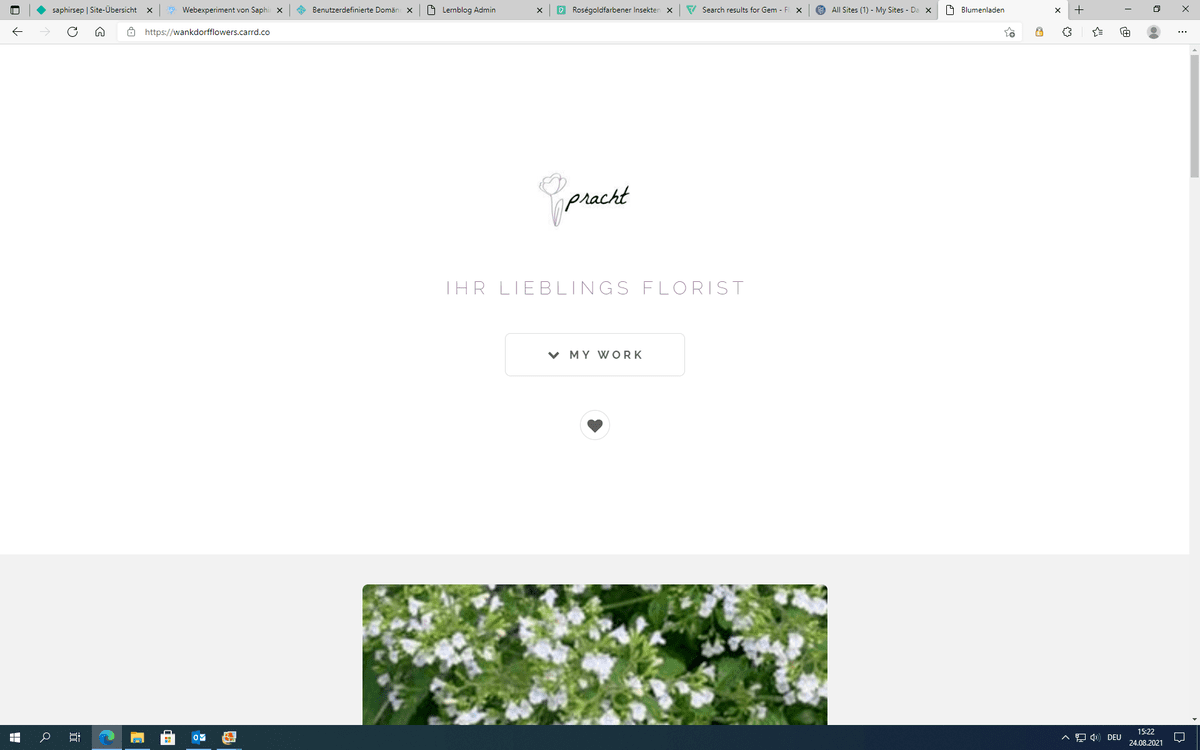 saphirsep | Site-Übersicht
Webexperiment von Saphi
Benutzerdefinierte Domän
Lernblog Admin
Roségoldfarbener Insekten
Search results for Gem - F
All Sites (1) - My Sites - Da
Blumenladen
https://wankdorfflowers.carrd.co
pracht
IHR LIEBLINGS FLORIST
MY WORK
DEU
15:22
24.08.2021